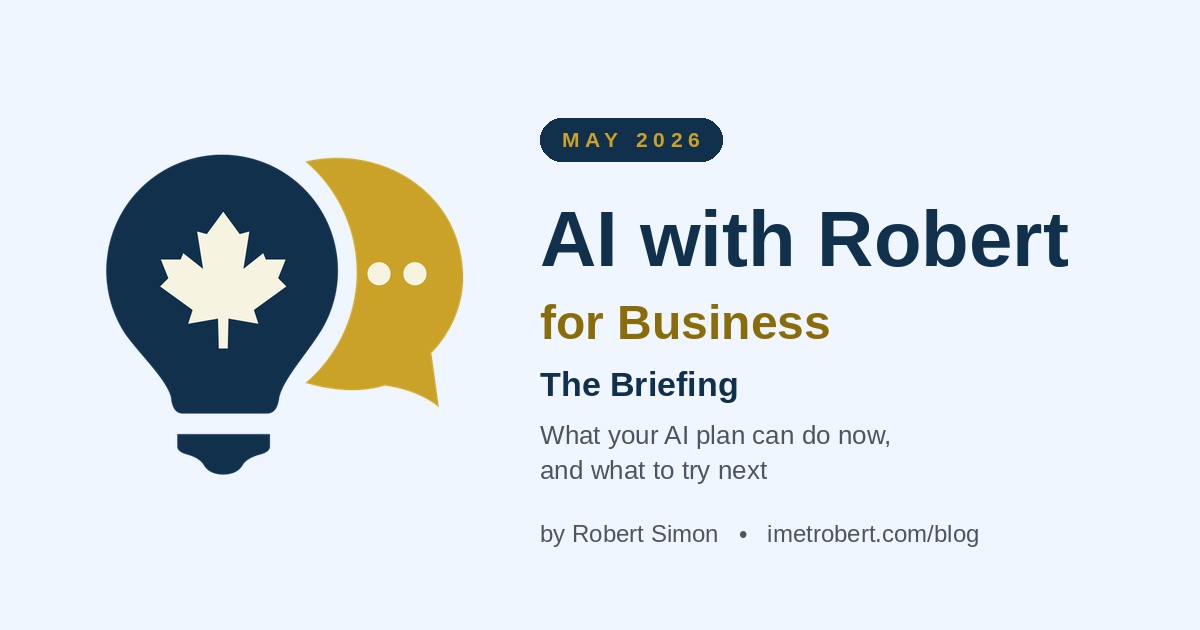 MAY 2026
AI with Robert
for Business
The Briefing
What your AI plan can do now,
and what to try next
by Robert Simon • imetrobert.com/blog